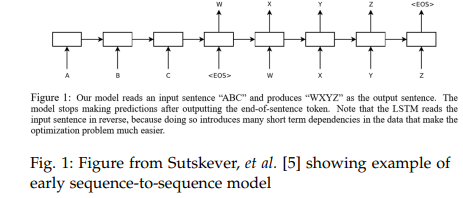 W X Y Z <EOS>
A B C <EOS> W X Y Z
Figure 1: Our model reads an input sentence “ABC” and produces “WXYZ” as the output sentence. The
model stops making predictions after outputting the end-of-sentence token. Note that the LSTM reads the
input sentence in reverse, because doing so introduces many short term dependencies in the data that make the
optimization problem much easier.
Fig. 1: Figure from Sutskever, et al. [5] showing example of
early sequence-to-sequence model